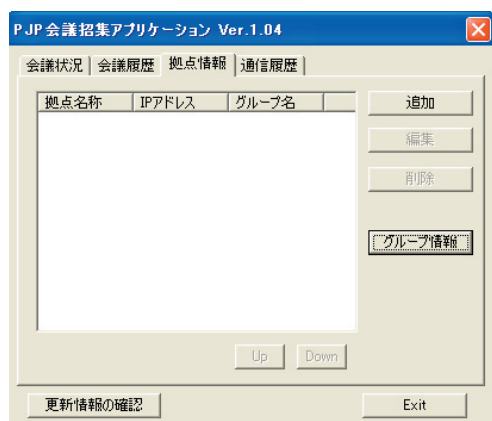 PJP会議招集アプリケーション Ver.1.04
会議状況 会議履歴 拠点情報 通信履歴
拠点名称 IPアドレス グループ名
追加
編集
削除
グループ情報
Up Down
更新情報の確認 Exit